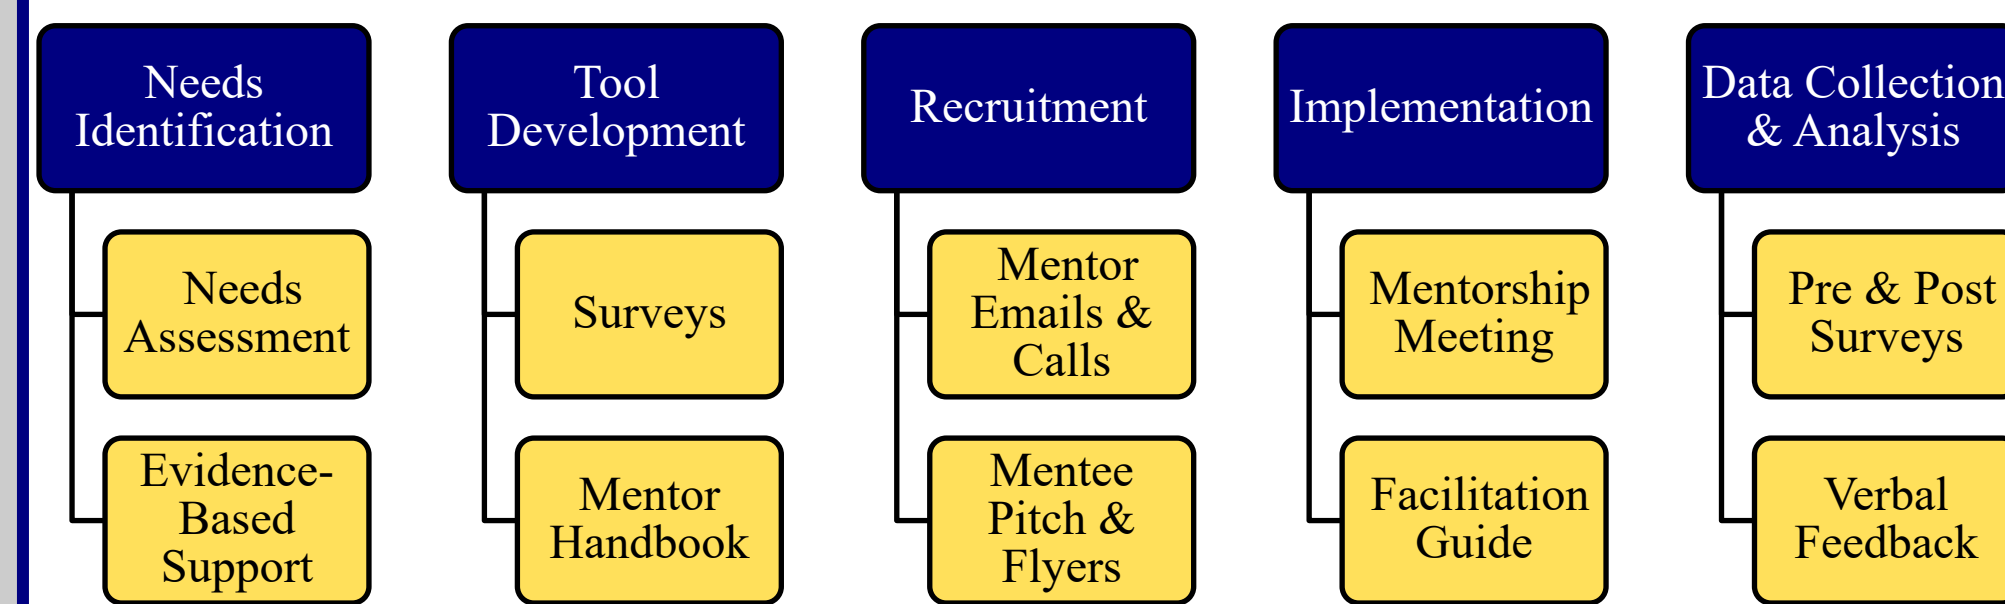 Needs
Identification
Needs
Assessment
Evidence-
Based
Support
Tool
Development
Surveys
Mentor
Handbook
Recruitment
Mentor
Emails &
Calls
Mentee
Pitch &
Flyers
Implementation
Mentorship
Meeting
Facilitation
Guide
Data Collection
& Analysis
Pre & Post
Surveys
Verbal
Feedback